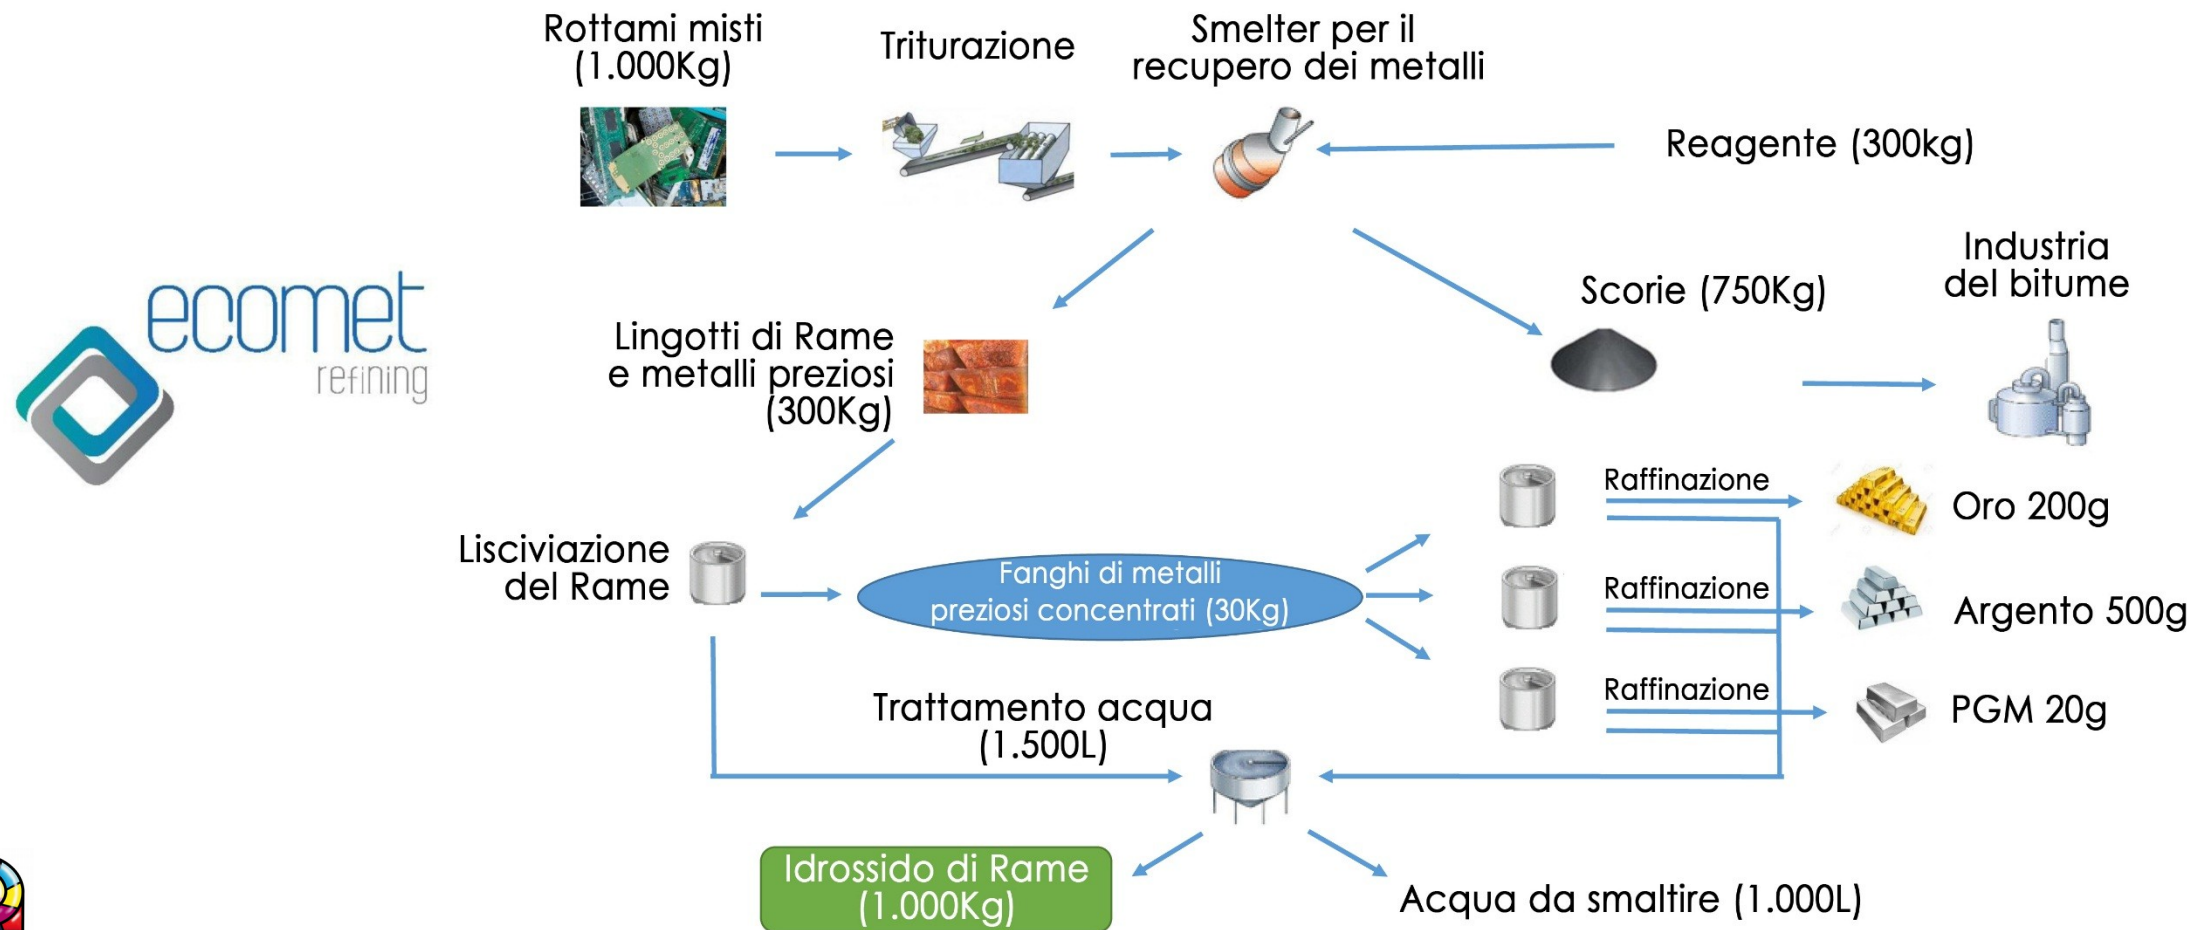 Rottami misti
(1.000Kg)
Triturazione
Smelter per il
recupero dei metalli
Reagente (300kg)
ecomet
refining
Lingotti di Rame
e metalli preziosi
(300Kg)
Scorie (750Kg)
Industria
del bitume
Lisciviazione
del Rame
Fanghi di metalli
preziosi concentrati (30Kg)
Raffinazione
Oro 200g
Raffinazione
Argento 500g
Raffinazione
PGM 20g
Trattamento acqua
(1.500L)
Idrossido di Rame
(1.000Kg)
Acqua da smaltire (1.000L)